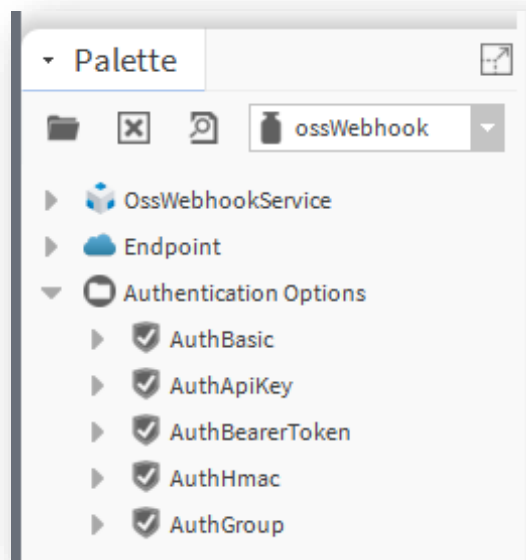 Palette
ossWebhook
OssWebhookService
Endpoint
Authentication Options
AuthBasic
AuthApiKey
AuthBearerToken
AuthHmac
AuthGroup